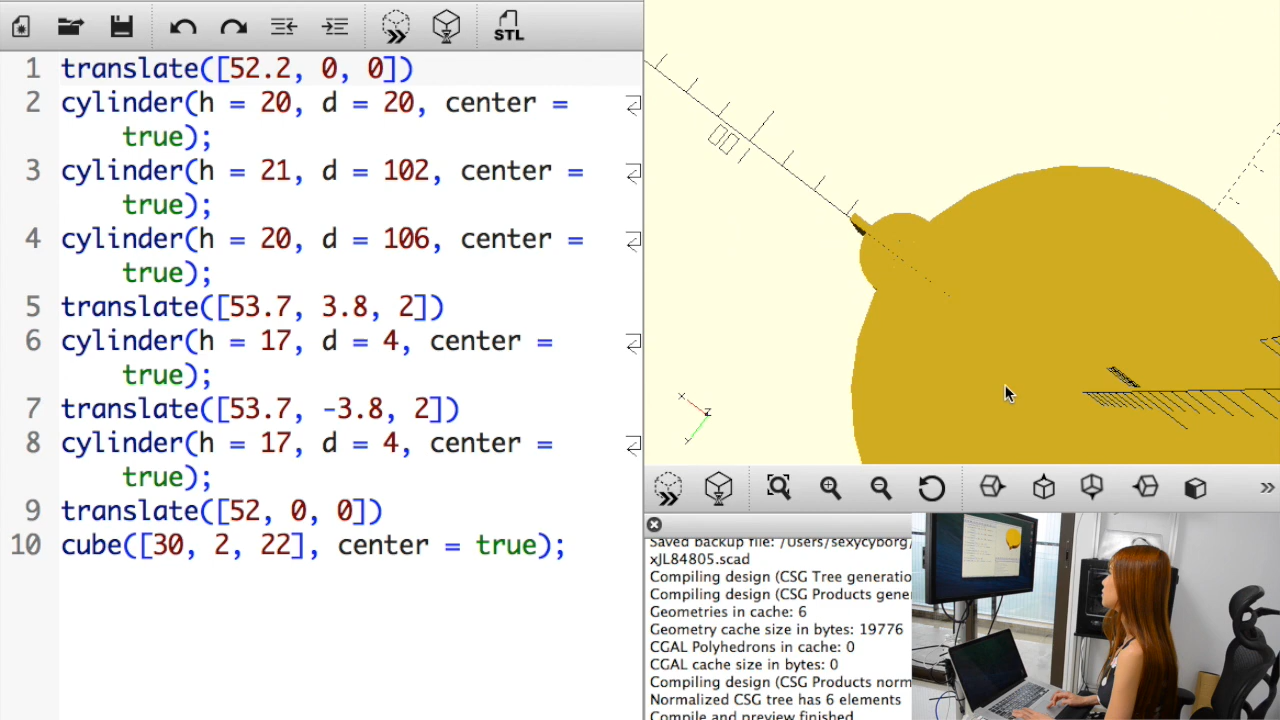 STL
1 translate([52.2, 0, 0])
2 cylinder(h = 20, d = 20, center =
true);
3 cylinder(h = 21, d = 102, center =
true);
4 cylinder(h = 20, d = 106, center =
true);
5 translate([53.7, 3.8, 2])
6 cylinder(h = 17, d = 4, center =
true);
7 translate([53.7, -3.8, 2])
8 cylinder(h = 17, d = 4, center =
true);
9 translate([52, 0, 0])
10 cube([30, 2, 22], center = true);
x
z
y
»
Saved backup file: /Users/sexycyborg/
xJL84805.scad
Compiling design (CSG Tree generatio
Compiling design (CSG Products gene
Geometries in cache: 6
Geometry cache size in bytes: 19776
CGAL Polyhedrons in cache: 0
CGAL cache size in bytes: 0
Compiling design (CSG Products norm
Normalized CSG tree has 6 elements
Compile and preview finished